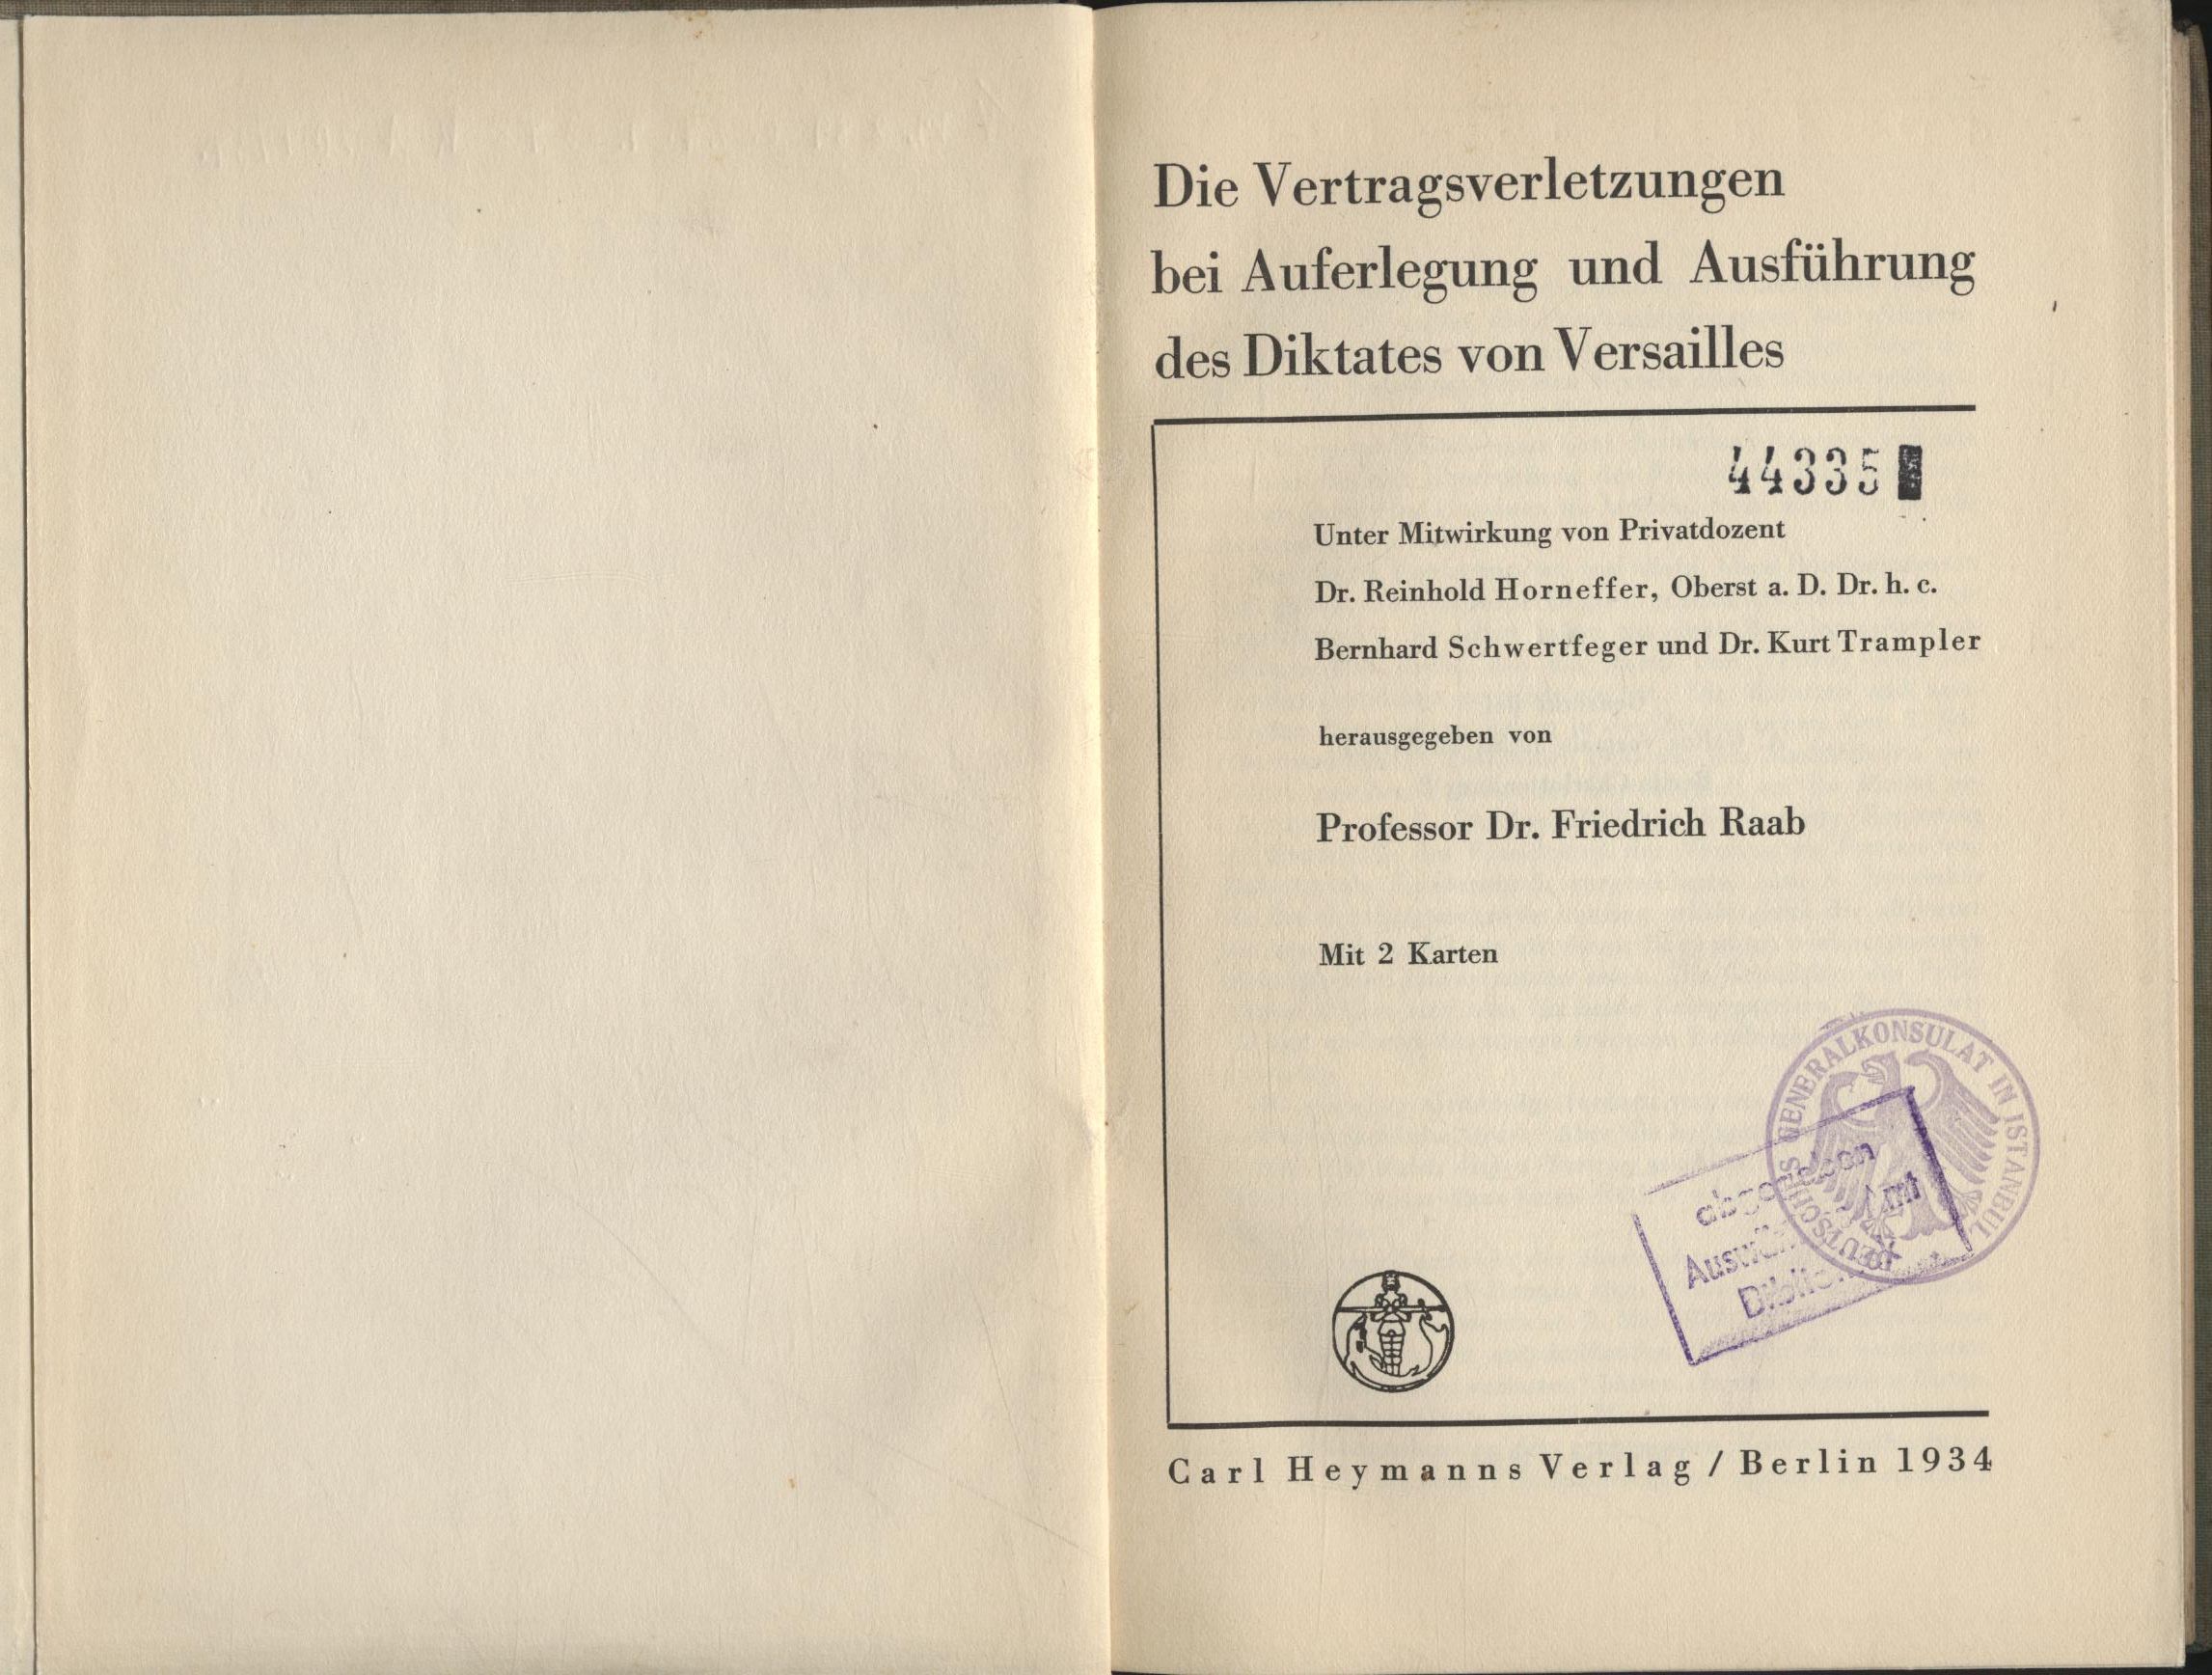 Die Vertragsverletzungen
bei Auferlegung und Ausführung
des Diktates von Versailles
44335
Unter Mitwirkung von Privatdozent
Dr. Reinhold Horneffer, Oberst a. D. Dr. h. c.
Bernhard Schwertfeger und Dr. Kurt Trampler
herausgegeben von
Professor Dr. Friedrich Raab
Mit 2 Karten
DEUTSCHES GENERALKONSULAT IN ISTANBUL
Amt
Carl Heymanns Verlag / Berlin 1934